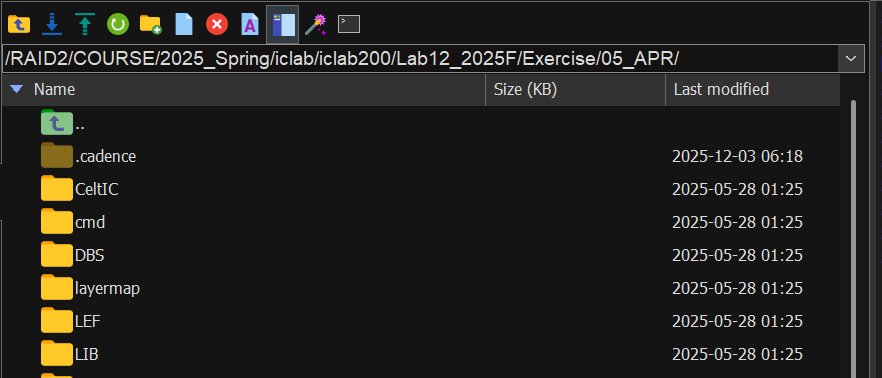 /RAID2/COURSE/2025_Spring/iclab/iclab200/Lab12_2025F/Exercise/05_APR/
Name Size (KB) Last modified
..
.cadence 2025-12-03 06:18
CeltIC 2025-05-28 01:25
cmd 2025-05-28 01:25
DBS 2025-05-28 01:25
layermap 2025-05-28 01:25
LEF 2025-05-28 01:25
LIB 2025-05-28 01:25